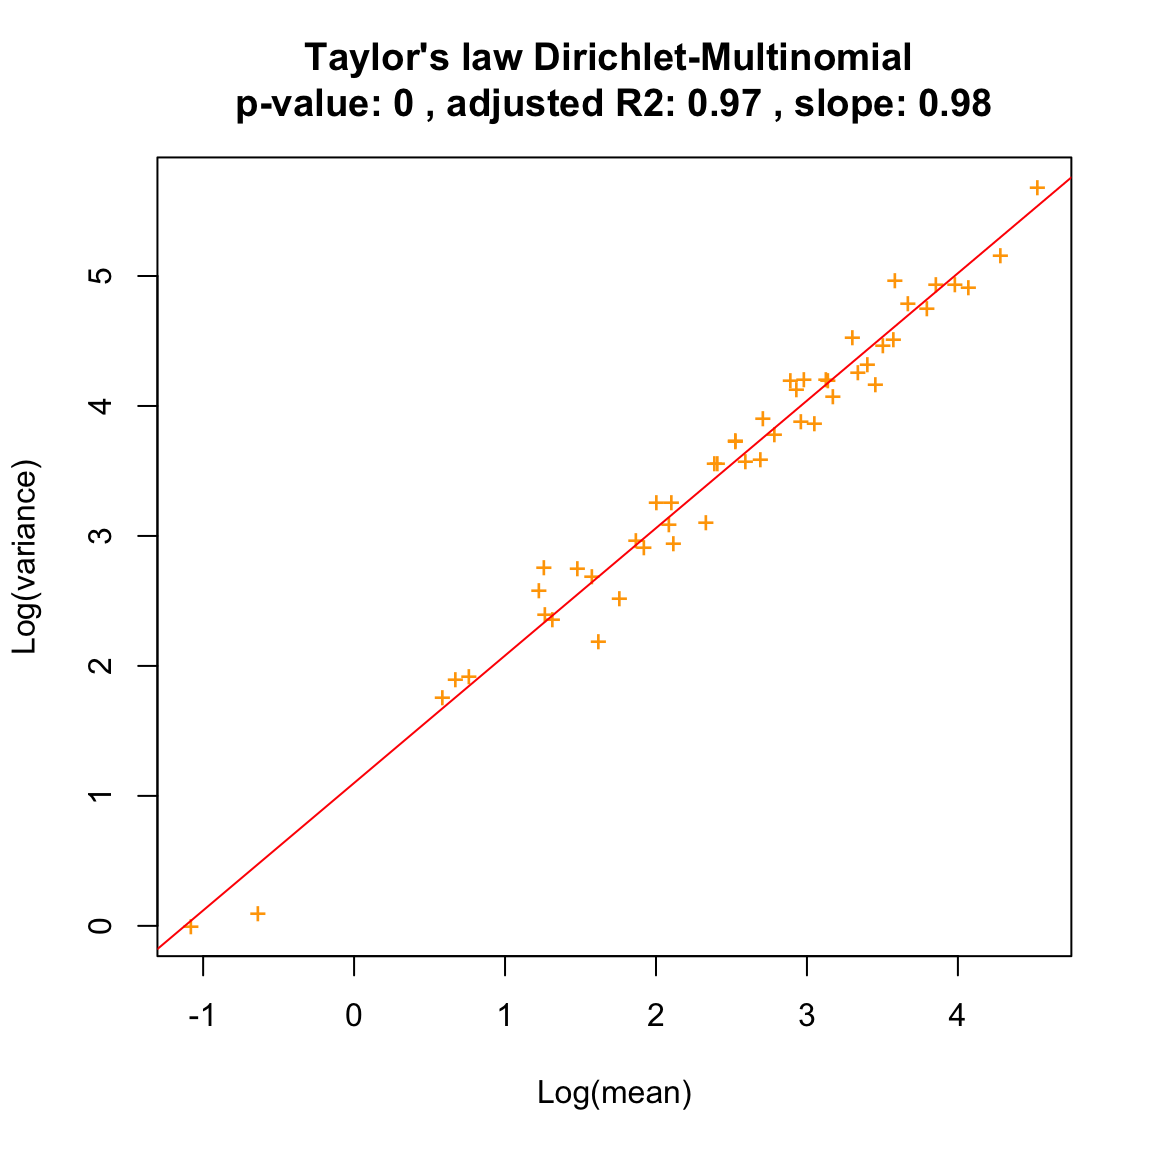 Taylor's law Dirichlet-Multinomial
p-value: 0 , adjusted R2: 0.97 , slope: 0.98
Log(variance)
5
4
3
2
1
0
-1 0 1 2 3 4
Log(mean)